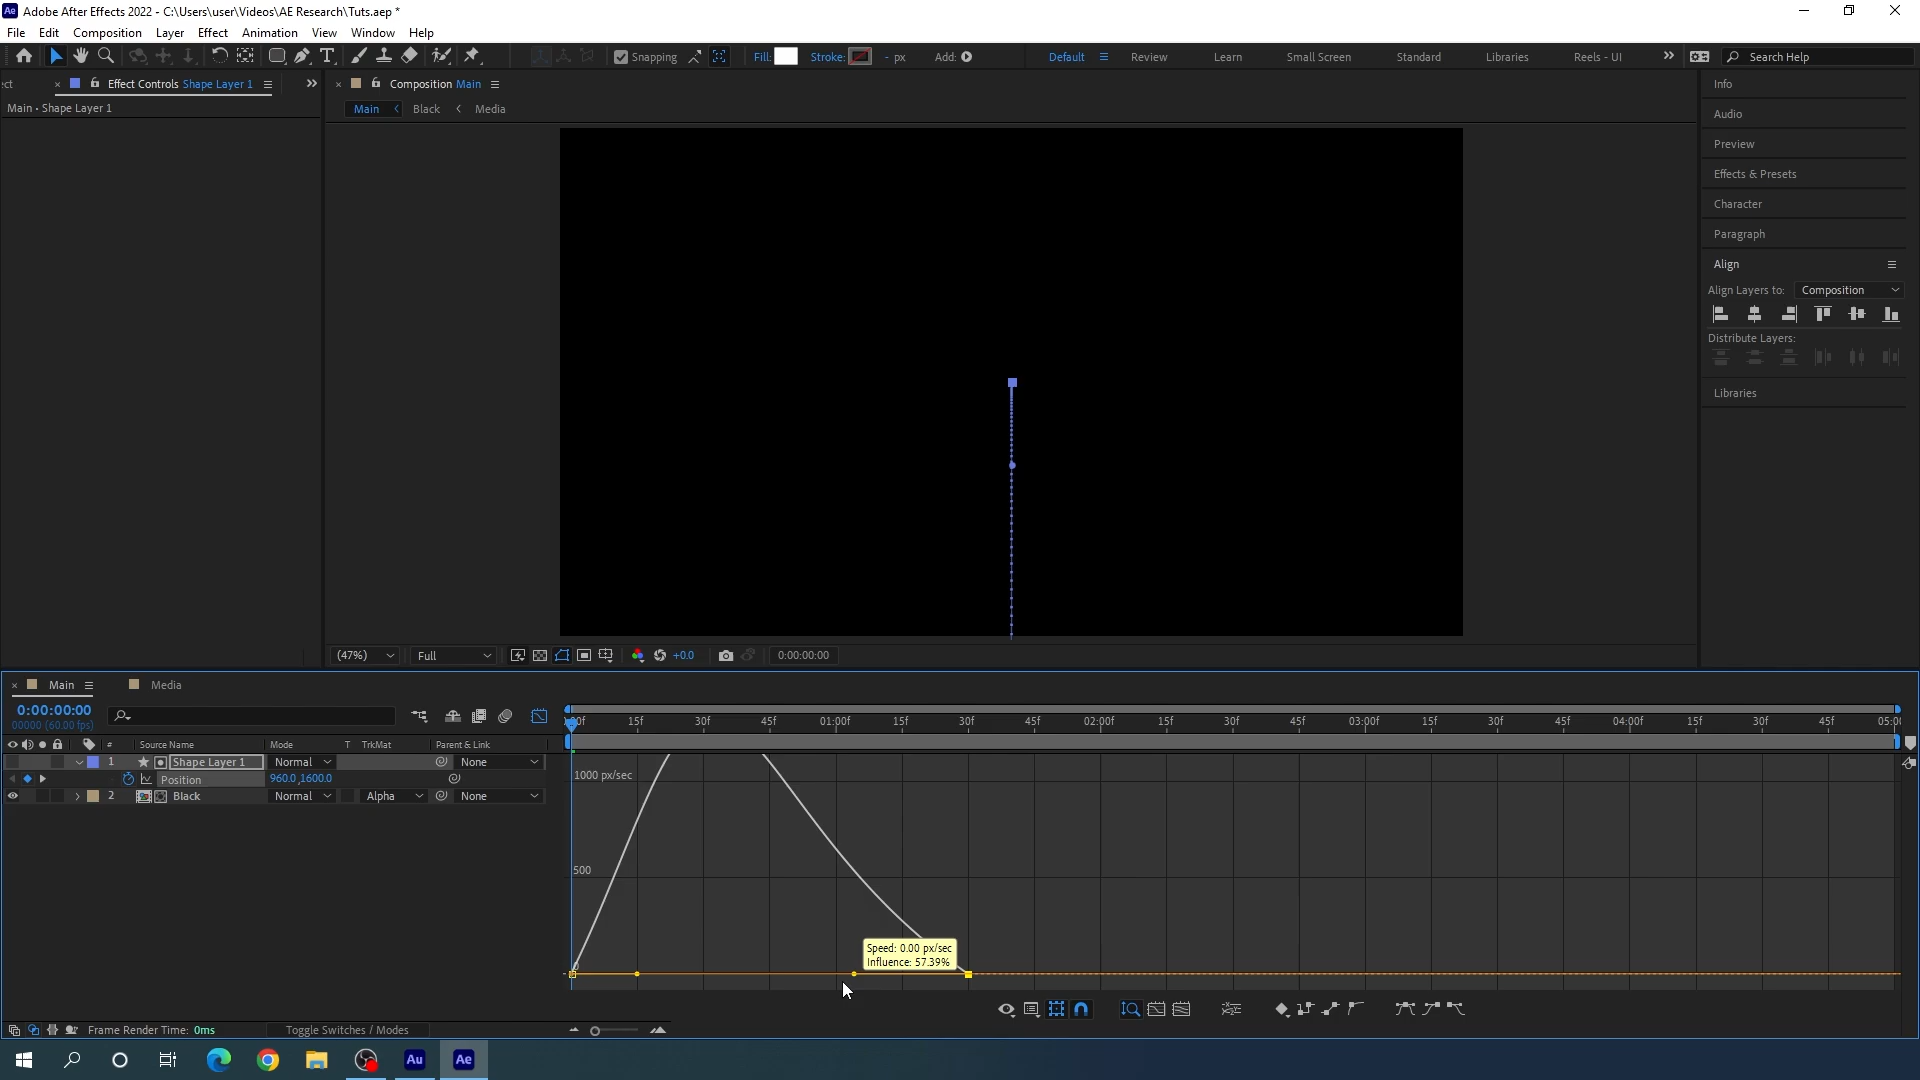 Ae Adobe After Effects 2022 - C:\Users\user\Videos\AE Research\Tuts.aep *
File Edit Composition Layer Effect Animation View Window Help
Snapping Fill: Stroke: - px Add: Default Review Learn Small Screen Standard Libraries Reels - UI Search Help
ect × Effect Controls Shape Layer 1 × Composition Main
Main • Shape Layer 1
Main Black Media
Info
Audio
Preview
Effects & Presets
Character
Paragraph
Align
Align Layers to: Composition
Distribute Layers:
Libraries
(47%) Full +0.0 0:00:00:00
× Main Media
0:00:00:00
00000 (60.00 fps)
:00f 15f 30f 45f 01:00f 15f 30f 45f 02:00f 15f 30f 45f 03:00f 15f 30f 45f 04:00f 15f 30f 45f 05:00
# Source Name Mode T TrkMat Parent & Link
1 Shape Layer 1 Normal None
Position 960.0,1600.0
2 Black Normal Alpha None
1000 px/sec
500
0
Speed: 0.00 px/sec
Influence: 57.39%
Frame Render Time: 0ms Toggle Switches / Modes
Au Ae